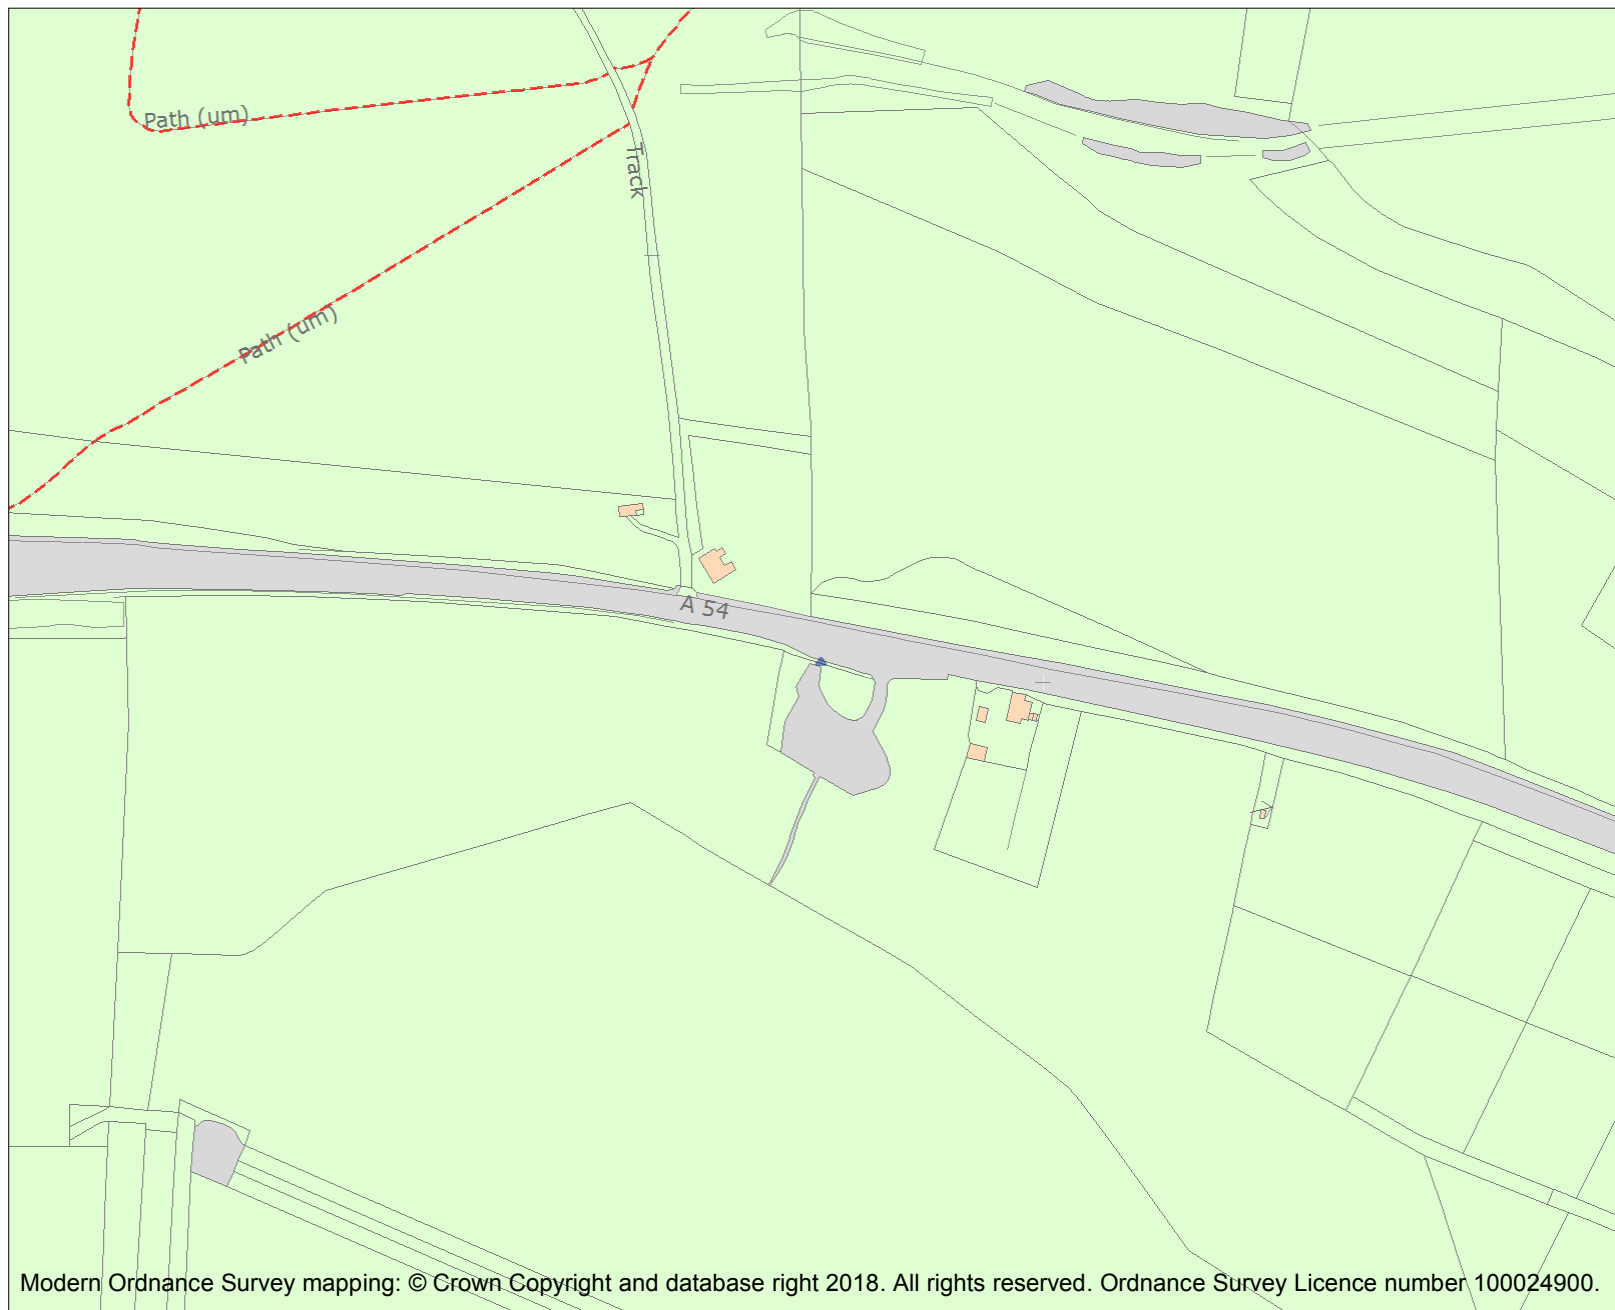 Path (um)
Track
Path (um)
A 54
Modern Ordnance Survey mapping: © Crown Copyright and database right 2018. All rights reserved. Ordnance Survey Licence number 100024900.